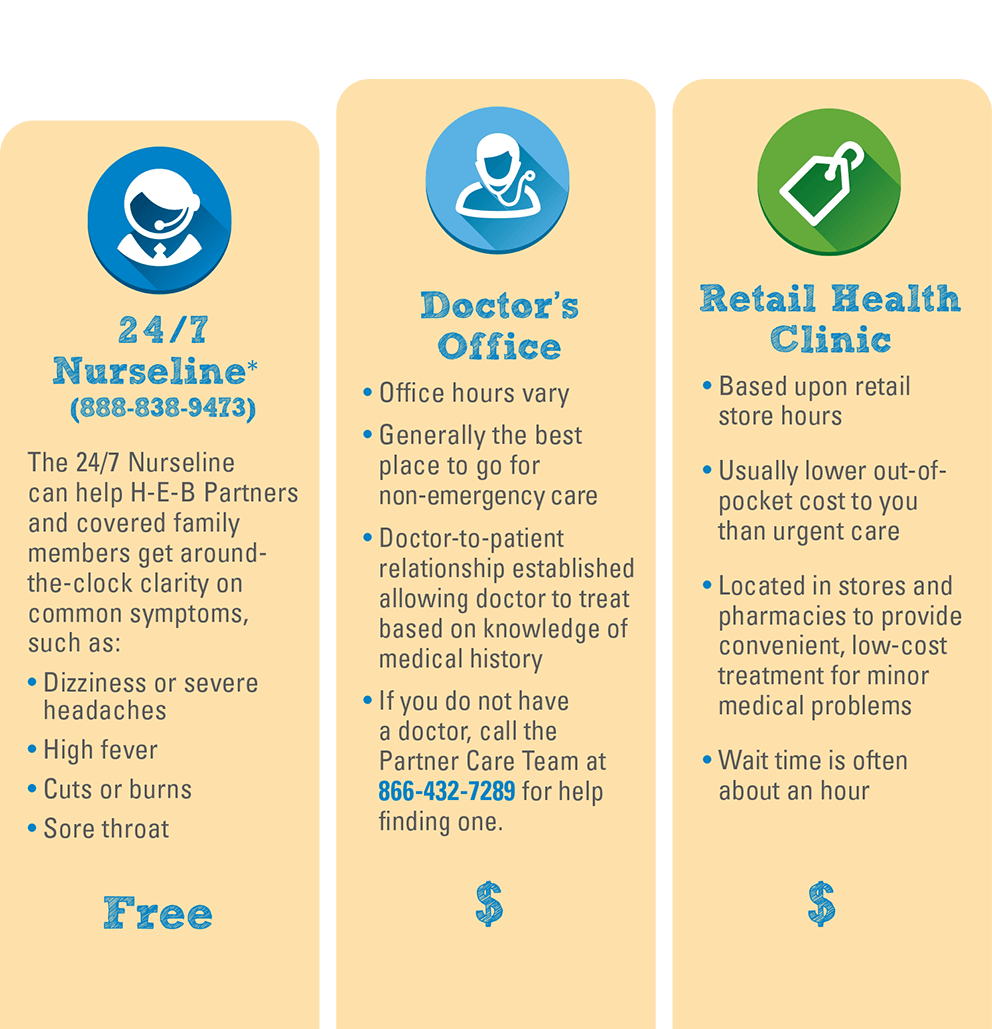 24/7
Nurseline*
(888-838-9473)
The 24/7 Nurseline
can help H-E-B Partners
and covered family
members get around-
the-clock clarity on
common symptoms,
such as:
• Dizziness or severe
headaches
• High fever
• Cuts or burns
• Sore throat
Free
Doctor's
Office
• Office hours vary
• Generally the best
place to go for
non-emergency care
• Doctor-to-patient
relationship established
allowing doctor to treat
based on knowledge of
medical history
• If you do not have
a doctor, call the
Partner Care Team at
866-432-7289 for help
finding one.
$
Retail Health
Clinic
• Based upon retail
store hours
• Usually lower out-of-
pocket cost to you
than urgent care
• Located in stores and
pharmacies to provide
convenient, low-cost
treatment for minor
medical problems
• Wait time is often
about an hour
$